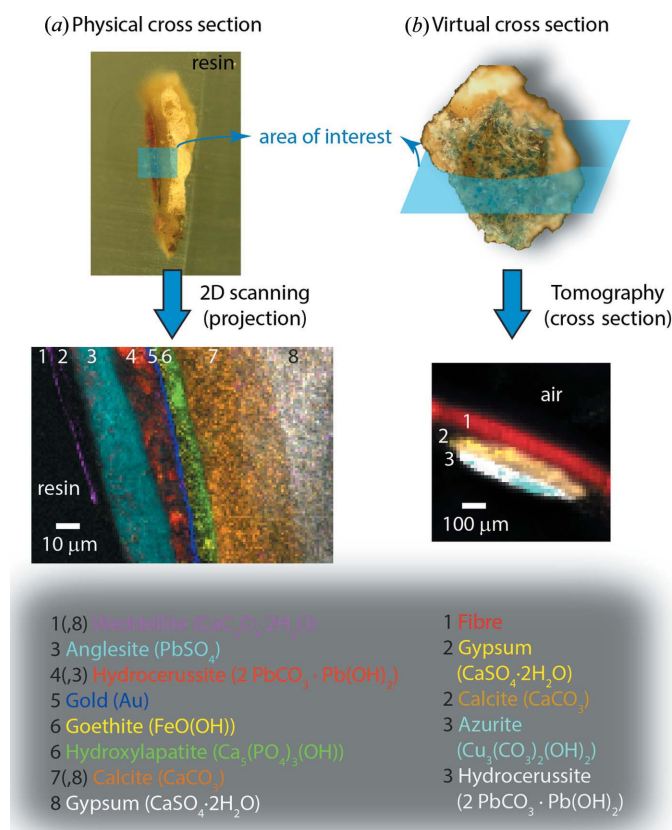 (a) Physical cross section
(b) Virtual cross section
resin
area of interest
2D scanning
(projection)
Tomography
(cross section)
1 2 3 4 5 6 7 8
resin
10 μm
air
1
2
3
100 μm
1(,8) Weddellite (CaC₂O₄·2H₂O)
3 Anglesite (PbSO₄)
4(,3) Hydrocerussite (2 PbCO₃ · Pb(OH)₂)
5 Gold (Au)
6 Goethite (FeO(OH))
6 Hydroxylapatite (Ca₅(PO₄)₃(OH))
7(,8) Calcite (CaCO₃)
8 Gypsum (CaSO₄·2H₂O)
1 Fibre
2 Gypsum
(CaSO₄·2H₂O)
2 Calcite (CaCO₃)
3 Azurite
(Cu₃(CO₃)₂(OH)₂)
3 Hydrocerussite
(2 PbCO₃ · Pb(OH)₂)